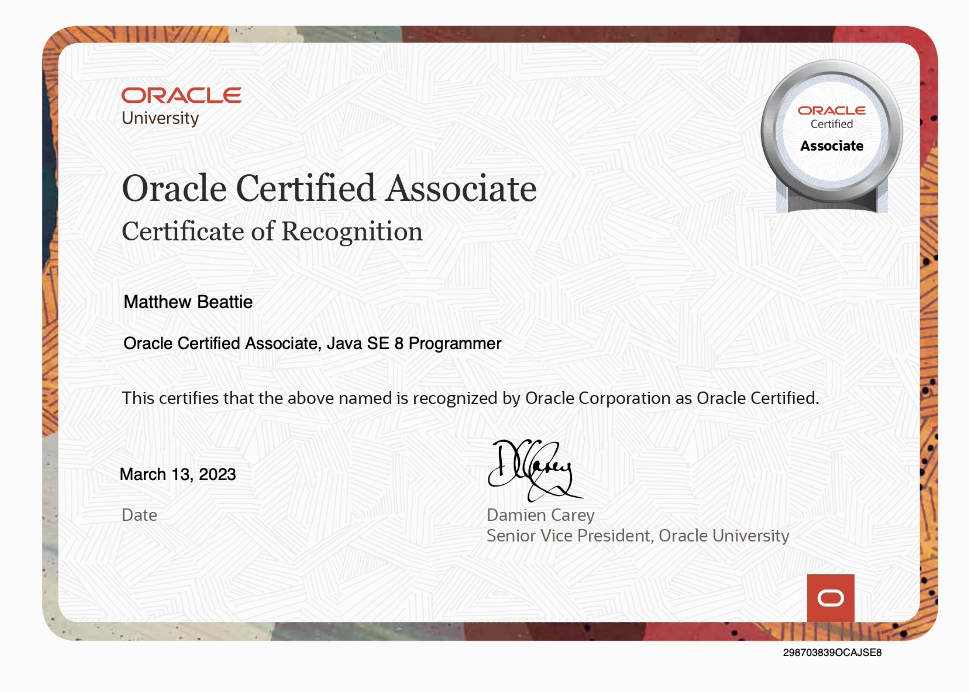 ORACLE
University
ORACLE
Certified
Associate
Oracle Certified Associate
Certificate of Recognition
Matthew Beattie
Oracle Certified Associate, Java SE 8 Programmer
This certifies that the above named is recognized by Oracle Corporation as Oracle Certified.
March 13, 2023
Date
DCarey
Damien Carey
Senior Vice President, Oracle University
298703839OCAJSE8